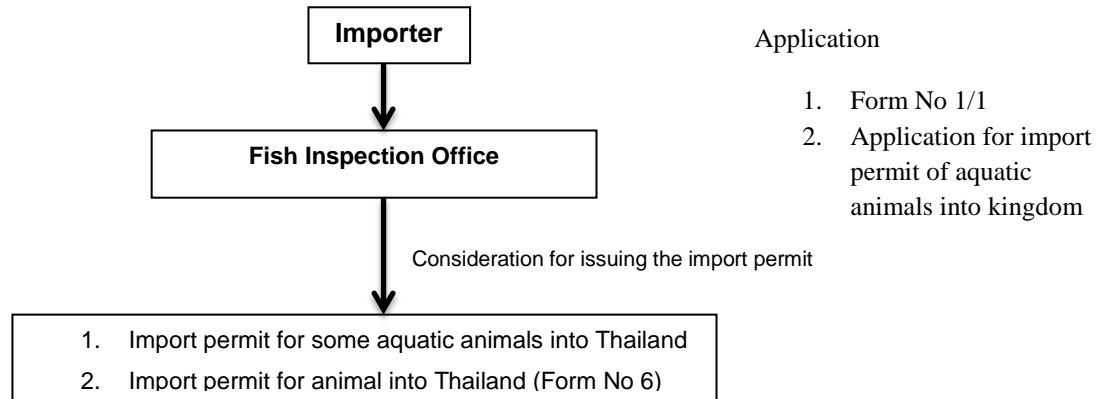 Importer
Application
1. Form No 1/1
2. Application for import
permit of aquatic
animals into kingdom
Fish Inspection Office
Consideration for issuing the import permit
1. Import permit for some aquatic animals into Thailand
2. Import permit for animal into Thailand (Form No 6)